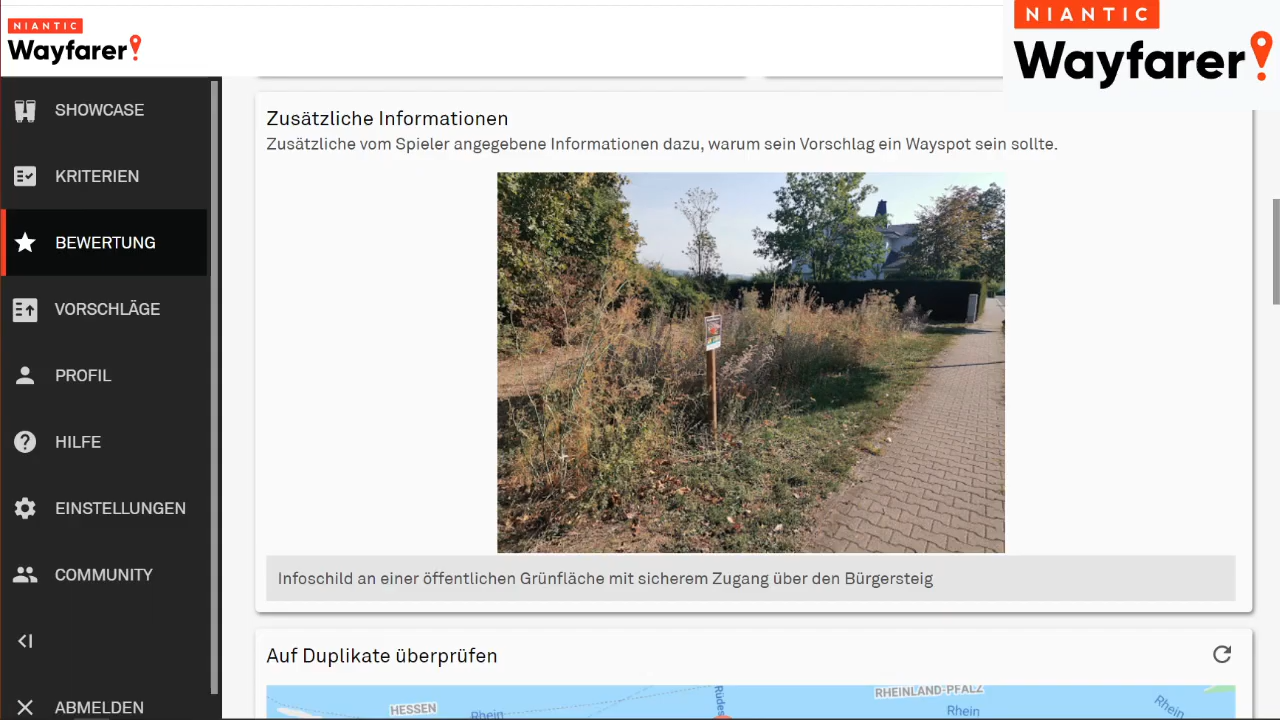 NIANTIC
Wayfarer
NIANTIC
Wayfarer
SHOWCASE
KRITERIEN
BEWERTUNG
VORSCHLÄGE
PROFIL
HILFE
EINSTELLUNGEN
COMMUNITY
ABMELDEN
Zusätzliche Informationen
Zusätzliche vom Spieler angegebene Informationen dazu, warum sein Vorschlag ein Wayspot sein sollte.
Infoschild an einer öffentlichen Grünfläche mit sicherem Zugang über den Bürgersteig
Auf Duplikate überprüfen
HESSEN
Rhein
Rüdes
RHEINLAND-PFALZ
Rhein
Rhein